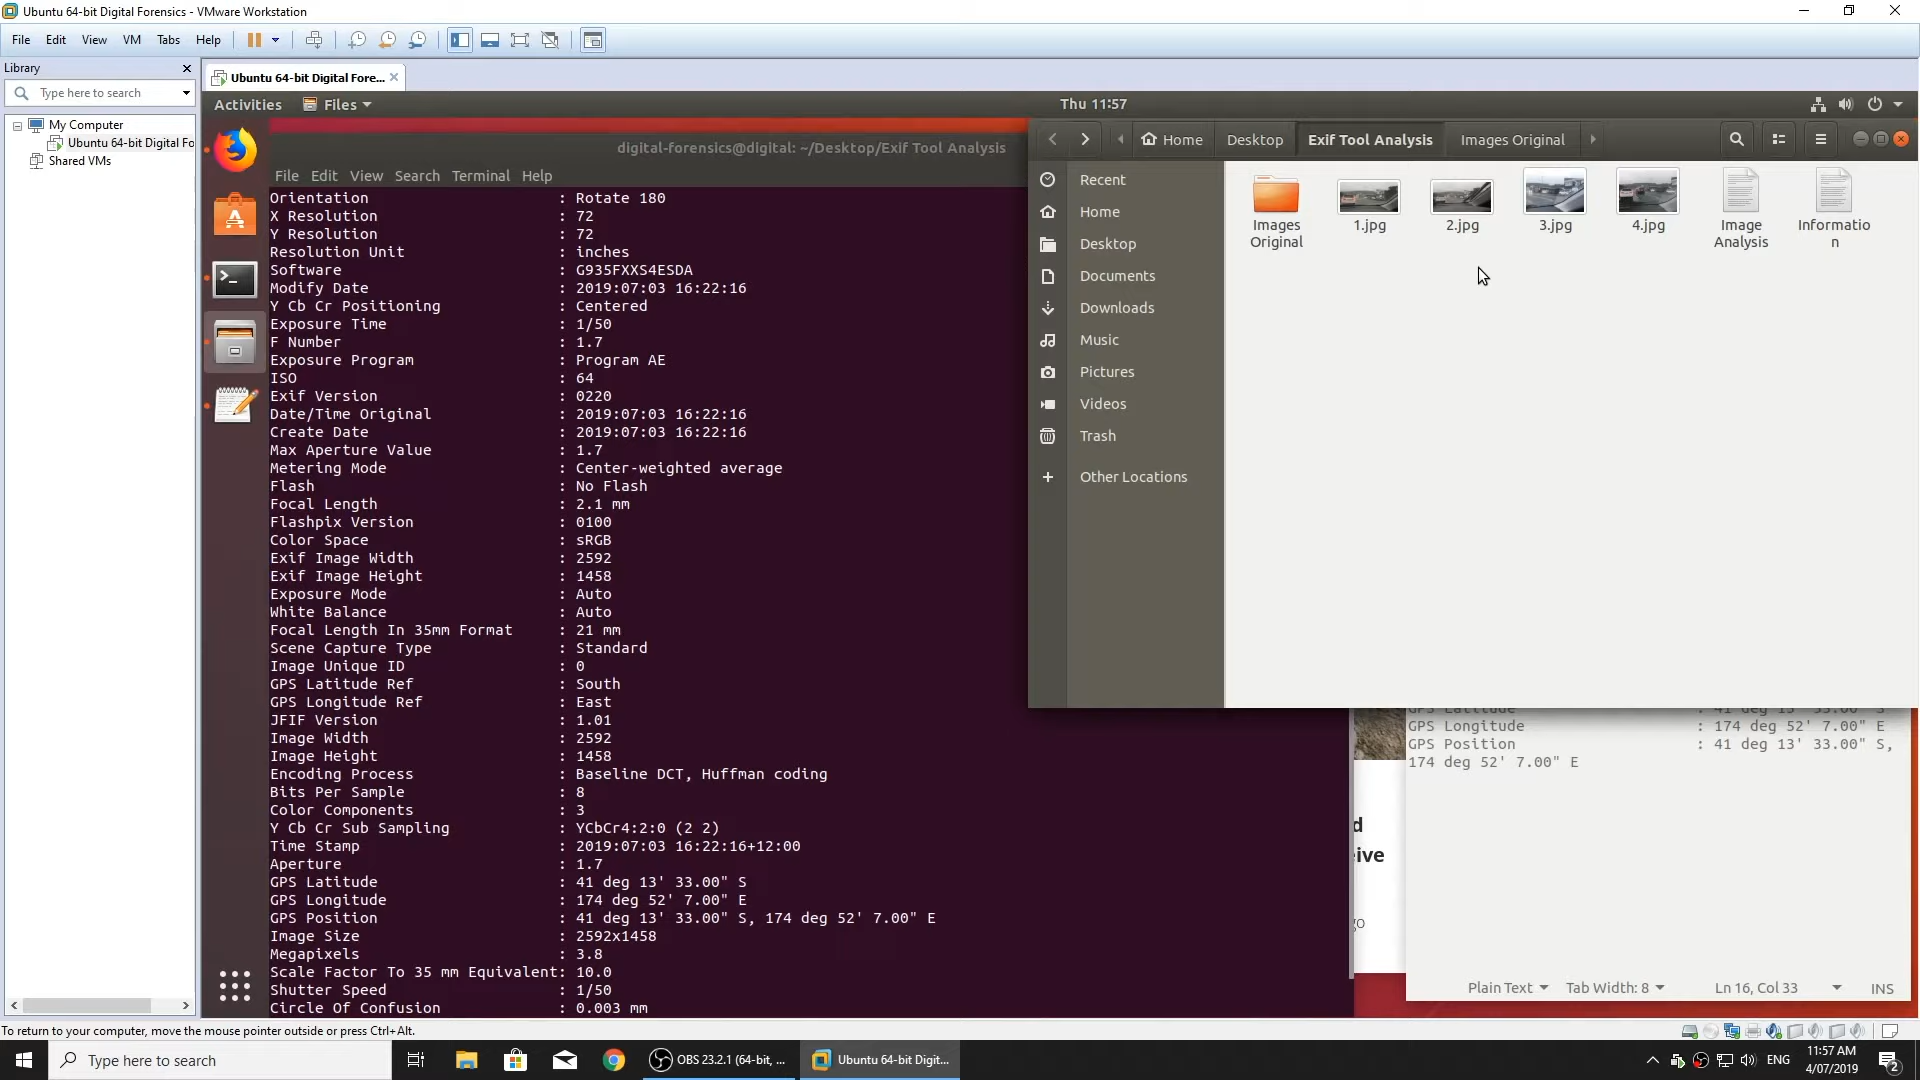 Ubuntu 64-bit Digital Forensics - VMware Workstation
File Edit View VM Tabs Help
Library
Type here to search
My Computer
Ubuntu 64-bit Digital Fo
Shared VMs
Ubuntu 64-bit Digital Fore...
Activities Files Thu 11:57
digital-forensics@digital: ~/Desktop/Exif Tool Analysis
File Edit View Search Terminal Help
Orientation : Rotate 180
X Resolution : 72
Y Resolution : 72
Resolution Unit : inches
Software : G935FXXS4ESDA
Modify Date : 2019:07:03 16:22:16
Y Cb Cr Positioning : Centered
Exposure Time : 1/50
F Number : 1.7
Exposure Program : Program AE
ISO : 64
Exif Version : 0220
Date/Time Original : 2019:07:03 16:22:16
Create Date : 2019:07:03 16:22:16
Max Aperture Value : 1.7
Metering Mode : Center-weighted average
Flash : No Flash
Focal Length : 2.1 mm
Flashpix Version : 0100
Color Space : sRGB
Exif Image Width : 2592
Exif Image Height : 1458
Exposure Mode : Auto
White Balance : Auto
Focal Length In 35mm Format : 21 mm
Scene Capture Type : Standard
Image Unique ID : 0
GPS Latitude Ref : South
GPS Longitude Ref : East
JFIF Version : 1.01
Image Width : 2592
Image Height : 1458
Encoding Process : Baseline DCT, Huffman coding
Bits Per Sample : 8
Color Components : 3
Y Cb Cr Sub Sampling : YCbCr4:2:0 (2 2)
Time Stamp : 2019:07:03 16:22:16+12:00
Aperture : 1.7
GPS Latitude : 41 deg 13' 33.00" S
GPS Longitude : 174 deg 52' 7.00" E
GPS Position : 41 deg 13' 33.00" S, 174 deg 52' 7.00" E
Image Size : 2592x1458
Megapixels : 3.8
Scale Factor To 35 mm Equivalent: 10.0
Shutter Speed : 1/50
Circle Of Confusion : 0.003 mm
Home Desktop Exif Tool Analysis Images Original
Recent
Home
Desktop
Documents
Downloads
Music
Pictures
Videos
Trash
Other Locations
Images Original
1.jpg
2.jpg
3.jpg
4.jpg
Image Analysis
Informatio
n
GPS Latitude : 41 deg 13' 33.00" S
GPS Longitude : 174 deg 52' 7.00" E
GPS Position : 41 deg 13' 33.00" S,
174 deg 52' 7.00" E
d
eive
go
Plain Text Tab Width: 8 Ln 16, Col 33 INS
To return to your computer, move the mouse pointer outside or press Ctrl+Alt.
Type here to search
OBS 23.2.1 (64-bit, ...
Ubuntu 64-bit Digit...
ENG
11:57 AM
4/07/2019
2